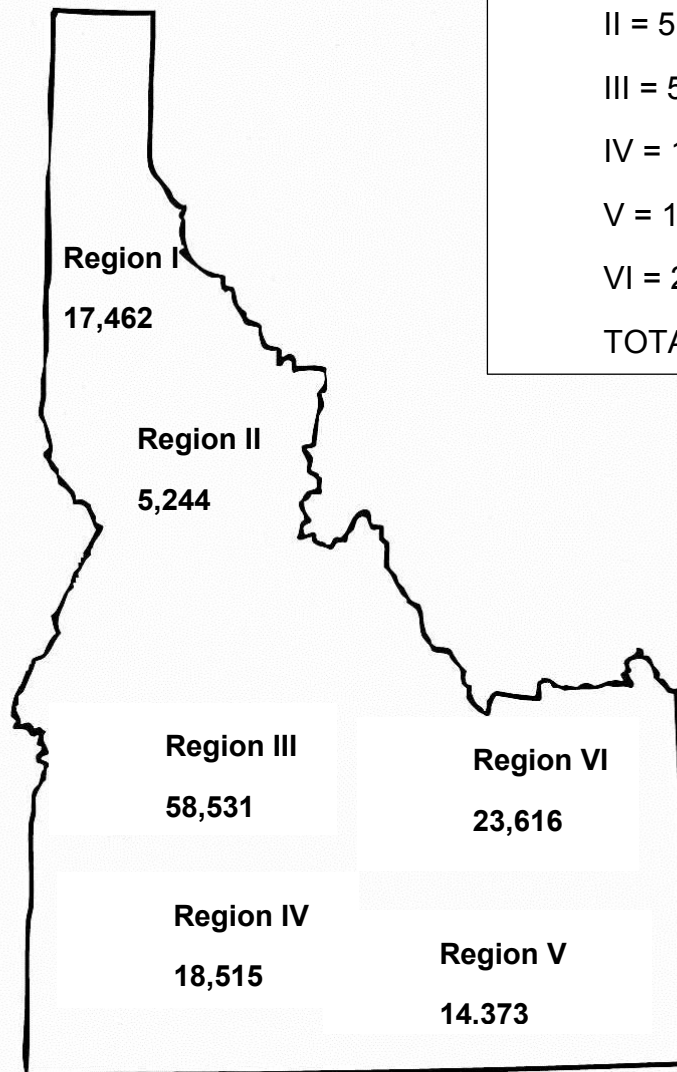 II = 5
III = 5
IV = 1
V = 1
VI = 2
Region I
17,462
Region II
5,244
Region III
58,531
Region VI
23,616
Region IV
18,515
Region V
14.373